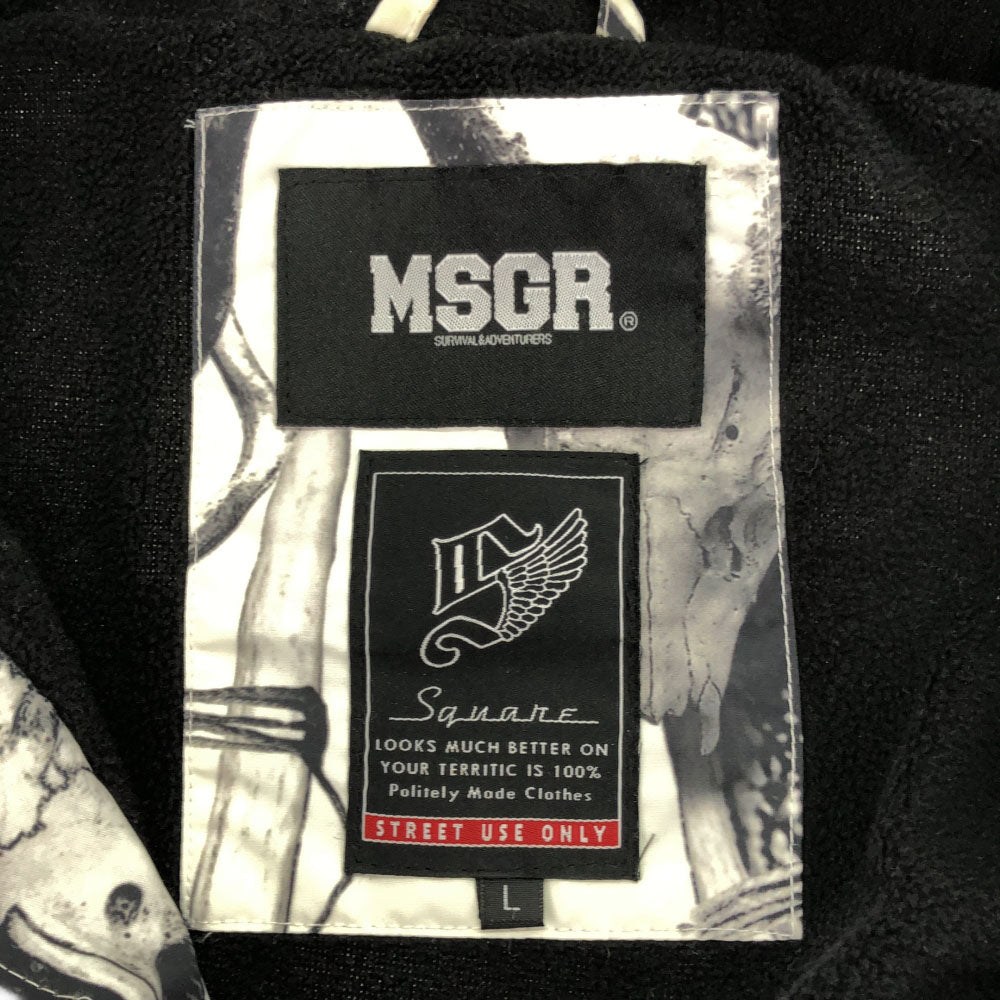 MSGR®
SURVIVAL & ADVENTURERS
Square
LOOKS MUCH BETTER ON
YOUR TERRITIC IS 100%
Politely Made Clothes
STREET USE ONLY
L